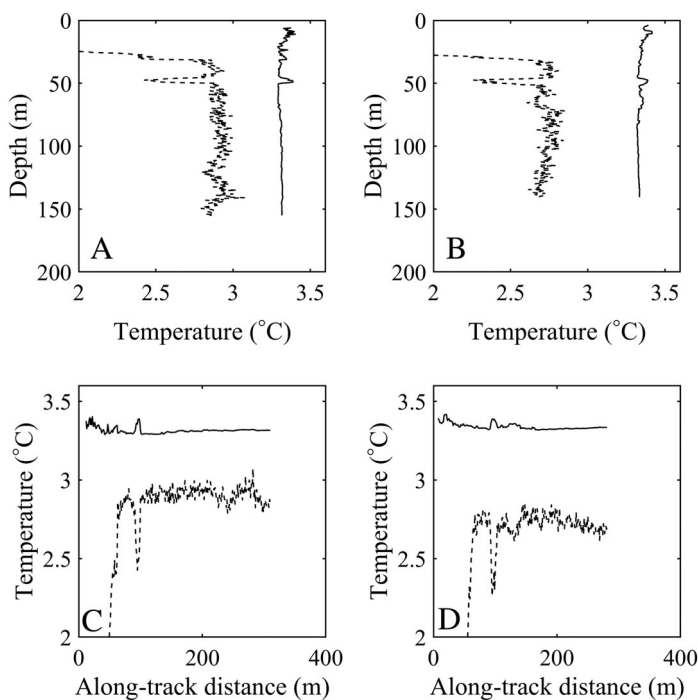 0
50
100
150
200
Depth (m)
A
2 2.5 3 3.5
Temperature (°C)
0
50
100
150
200
Depth (m)
B
2 2.5 3 3.5
Temperature (°C)
3.5
3
2.5
2
Temperature (°C)
C
0 200 400
Along-track distance (m)
3.5
3
2.5
2
Temperature (°C)
D
0 200 400
Along-track distance (m)